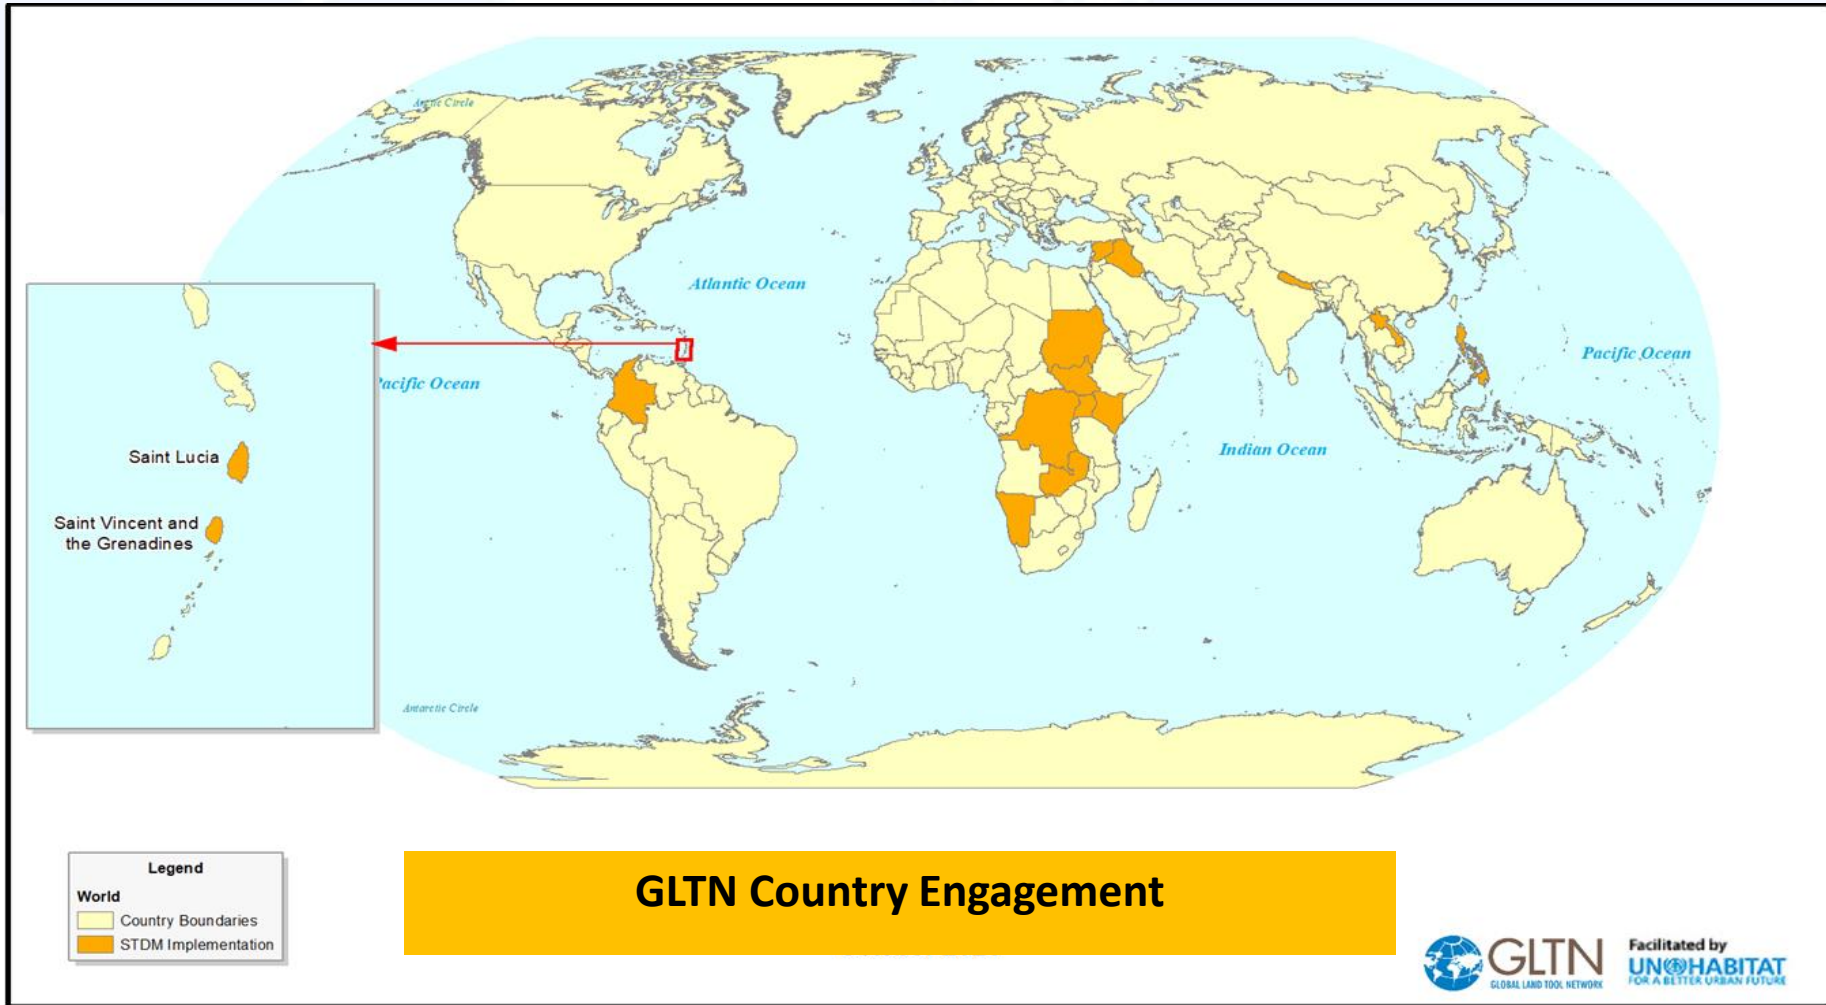 Arctic Circle
Atlantic Ocean
Pacific Ocean
Pacific Ocean
Indian Ocean
Saint Lucia
Saint Vincent and
the Grenadines
Antarctic Circle
Legend
World
Country Boundaries
STDM Implementation
GLTN Country Engagement
GLTN
GLOBAL LAND TOOL NETWORK
Facilitated by
UN HABITAT
FOR A BETTER URBAN FUTURE